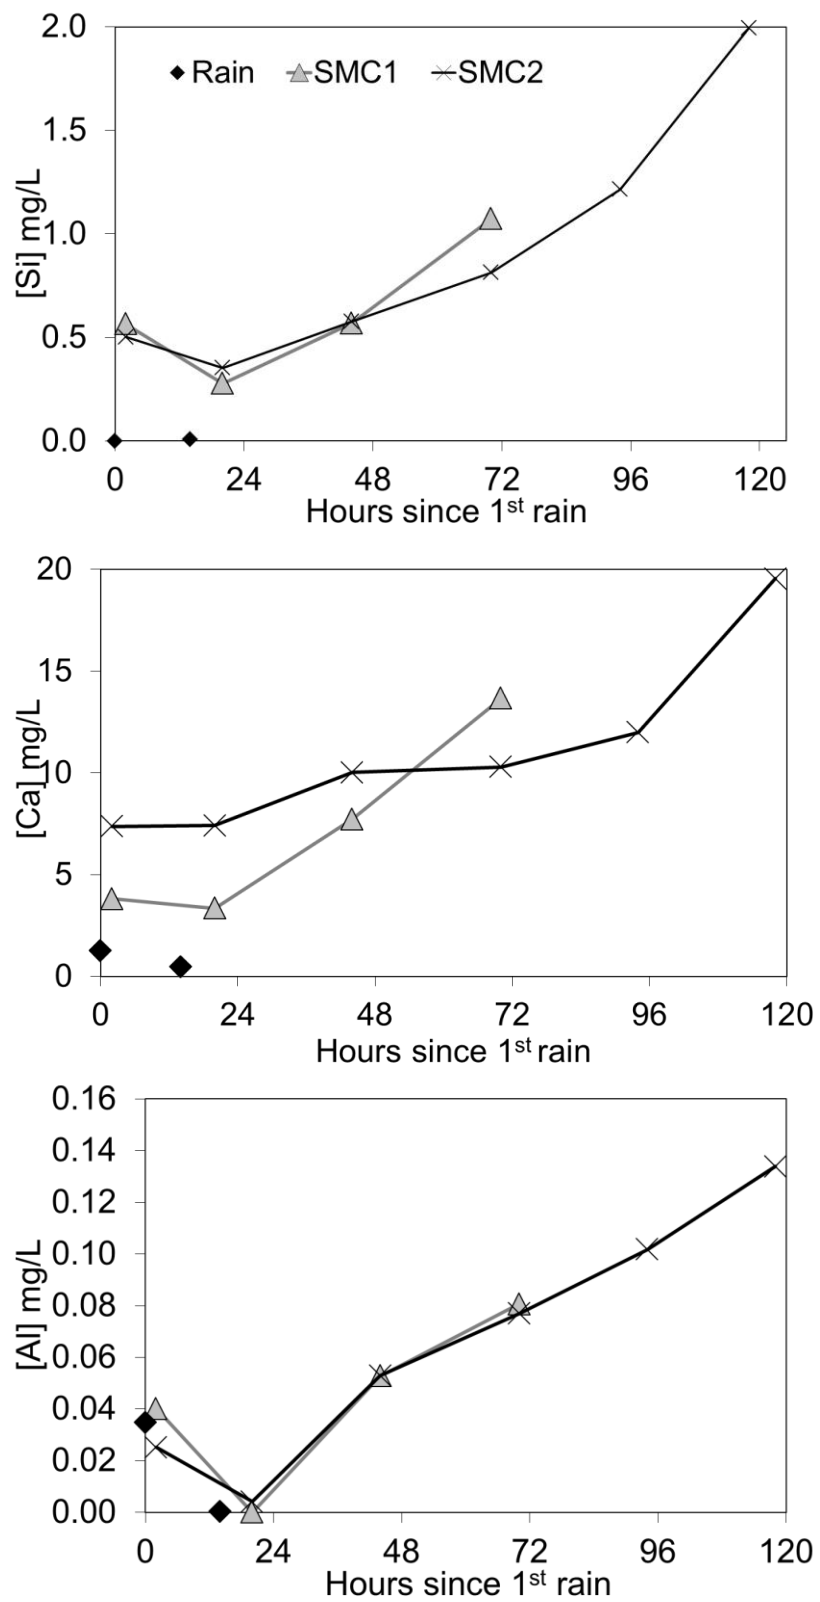 2.0
Rain SMC1 SMC2
1.5
1.0
0.5
0.0
[Si] mg/L
0 24 48 72 96 120
Hours since 1st rain
20
15
10
5
0
[Ca] mg/L
0 24 48 72 96 120
Hours since 1st rain
0.16
0.14
0.12
0.10
0.08
0.06
0.04
0.02
0.00
[Al] mg/L
0 24 48 72 96 120
Hours since 1st rain